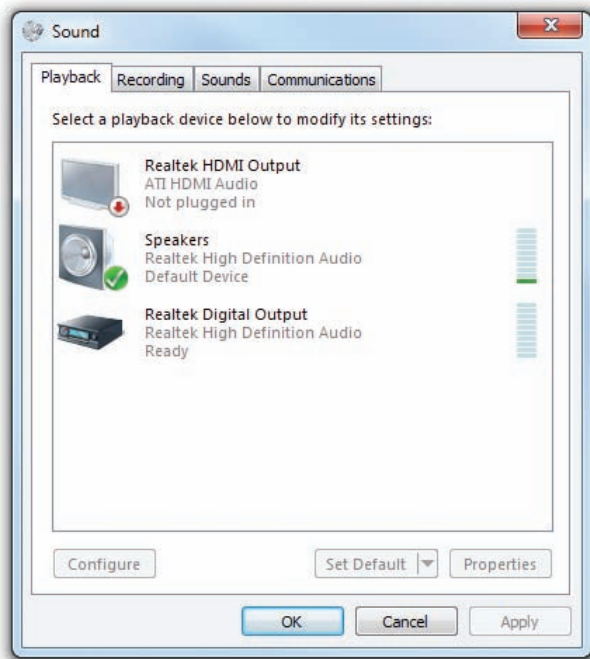 Sound
Playback Recording Sounds Communications
Select a playback device below to modify its settings:
Realtek HDMI Output
ATI HDMI Audio
Not plugged in
Speakers
Realtek High Definition Audio
Default Device
Realtek Digital Output
Realtek High Definition Audio
Ready
Configure Set Default Properties
OK Cancel Apply